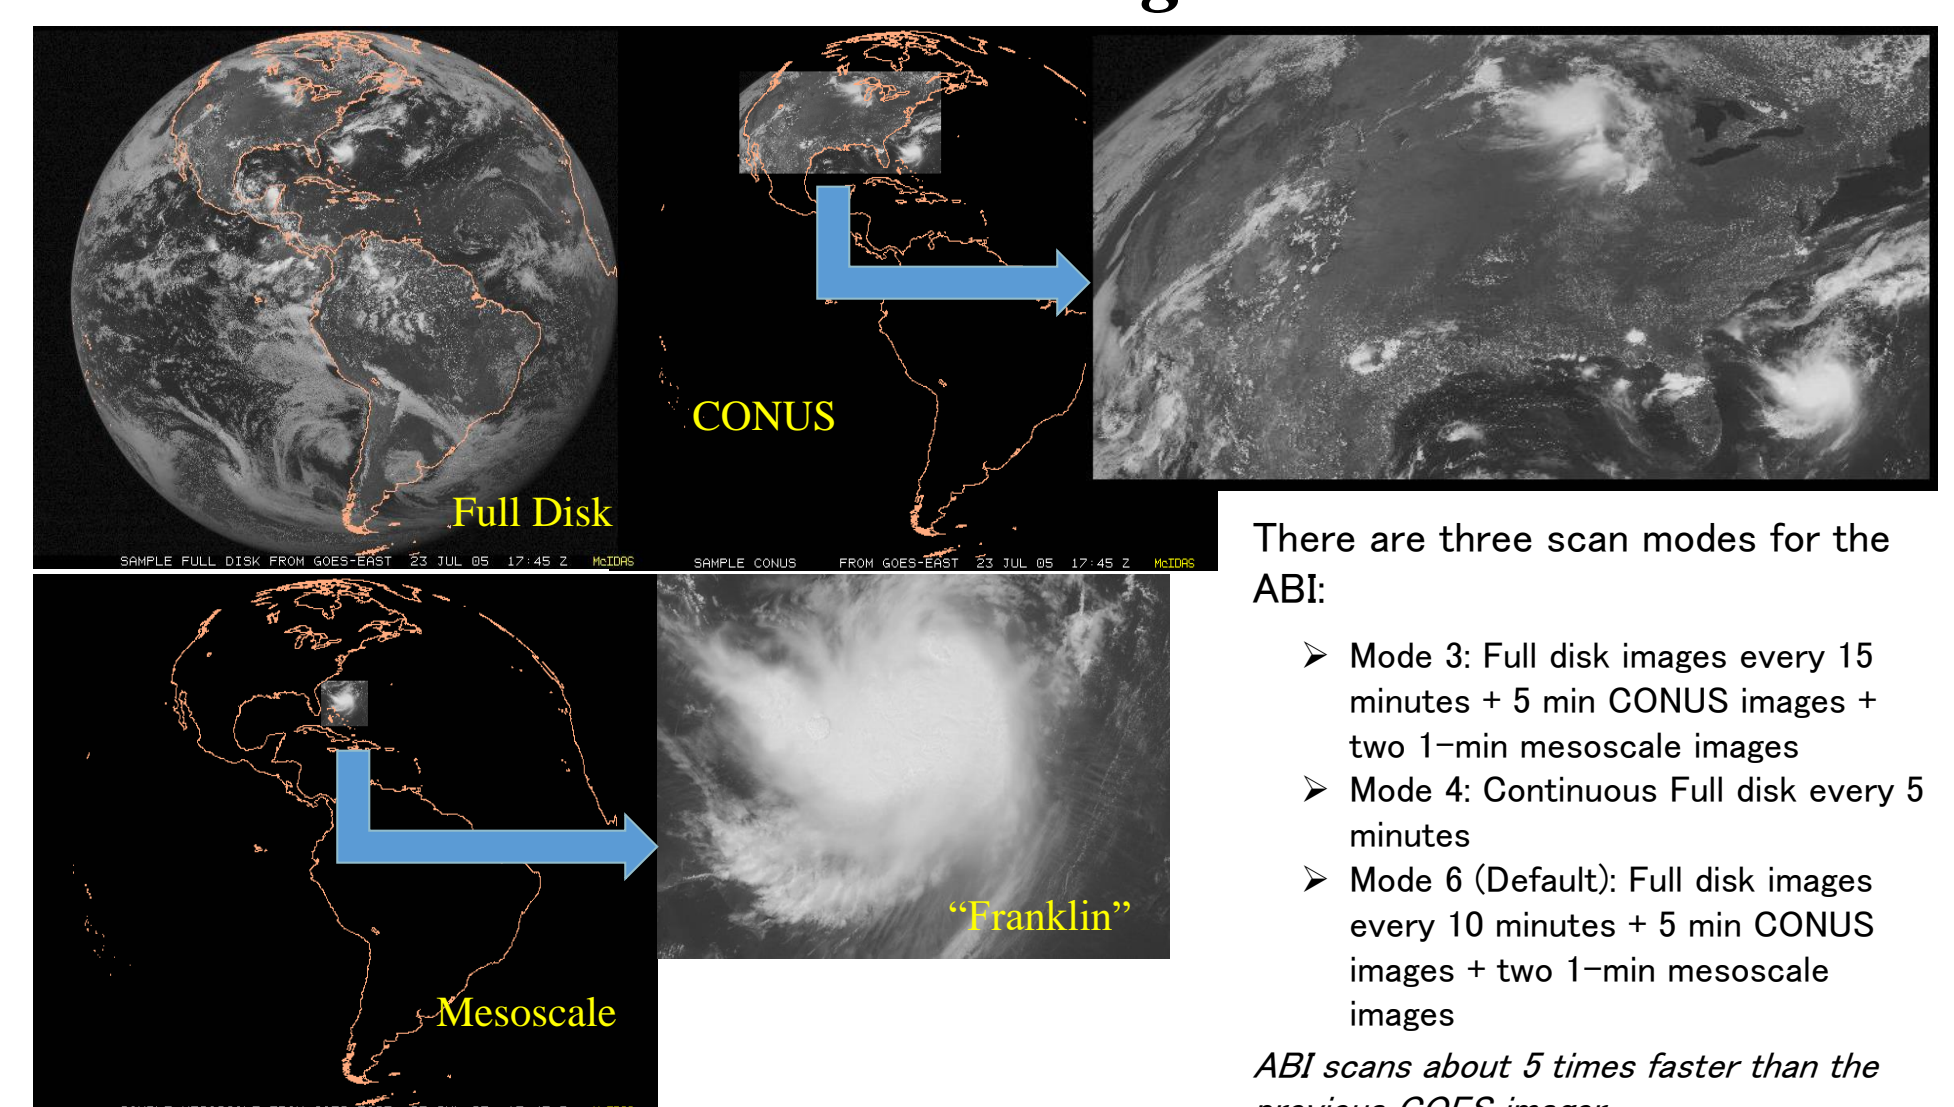 Full Disk
SAMPLE FULL DISK FROM GOES-EAST 23 JUL 05 17:45 Z McIDAS
CONUS
SAMPLE CONUS FROM GOES-EAST 23 JUL 05 17:45 Z McIDAS
Mesoscale
“Franklin”
There are three scan modes for the
ABI:
➢ Mode 3: Full disk images every 15
minutes + 5 min CONUS images +
two 1-min mesoscale images
➢ Mode 4: Continuous Full disk every 5
minutes
➢ Mode 6 (Default): Full disk images
every 10 minutes + 5 min CONUS
images + two 1-min mesoscale
images
ABI scans about 5 times faster than the
previous GOES imager